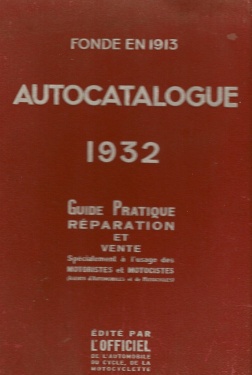 FONDE EN 1913
AUTOCATALOGUE
1932
GUIDE PRATIQUE
RÉPARATION
ET
VENTE
Spécialement à l'usage des
MOTORISTES et MOTOCISTES
ÉDITÉ PAR
L'OFFICIEL
DE L'AUTOMOBILE
DU CYCLE, DE LA
MOTOCYCLETTE